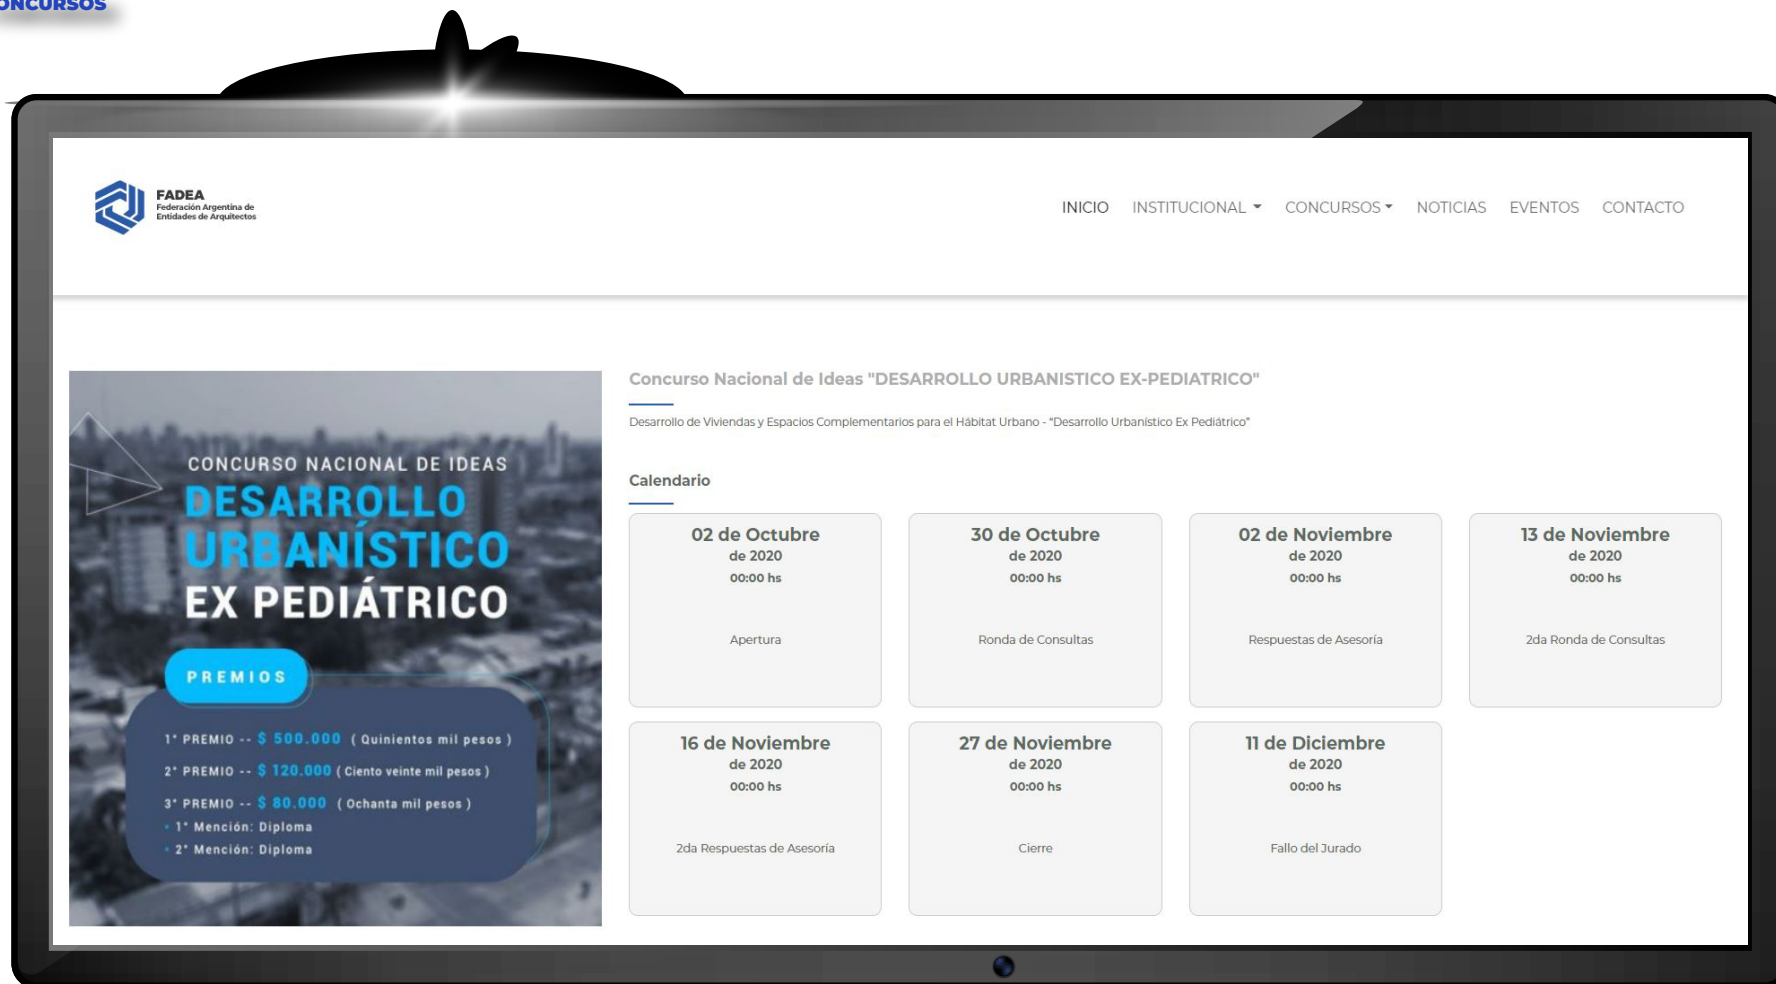 CONCURSOS
FADEA
Federación Argentina de
Entidades de Arquitectos
INICIO INSTITUCIONAL CONCURSOS NOTICIAS EVENTOS CONTACTO
CONCURSO NACIONAL DE IDEAS
DESARROLLO
URBANÍSTICO
EX PEDIÁTRICO
PREMIOS
1° PREMIO -- $ 500.000 ( Quinientos mil pesos )
2° PREMIO -- $ 120.000 ( Ciento veinte mil pesos )
3° PREMIO -- $ 80.000 ( Ochanta mil pesos )
• 1° Mención: Diploma
• 2° Mención: Diploma
Concurso Nacional de Ideas "DESARROLLO URBANISTICO EX-PEDIATRICO"
Desarrollo de Viviendas y Espacios Complementarios para el Hábitat Urbano - “Desarrollo Urbanístico Ex Pediátrico”
Calendario
02 de Octubre
de 2020
00:00 hs
Apertura
30 de Octubre
de 2020
00:00 hs
Ronda de Consultas
02 de Noviembre
de 2020
00:00 hs
Respuestas de Asesoría
13 de Noviembre
de 2020
00:00 hs
2da Ronda de Consultas
16 de Noviembre
de 2020
00:00 hs
2da Respuestas de Asesoría
27 de Noviembre
de 2020
00:00 hs
Cierre
11 de Diciembre
de 2020
00:00 hs
Fallo del Jurado